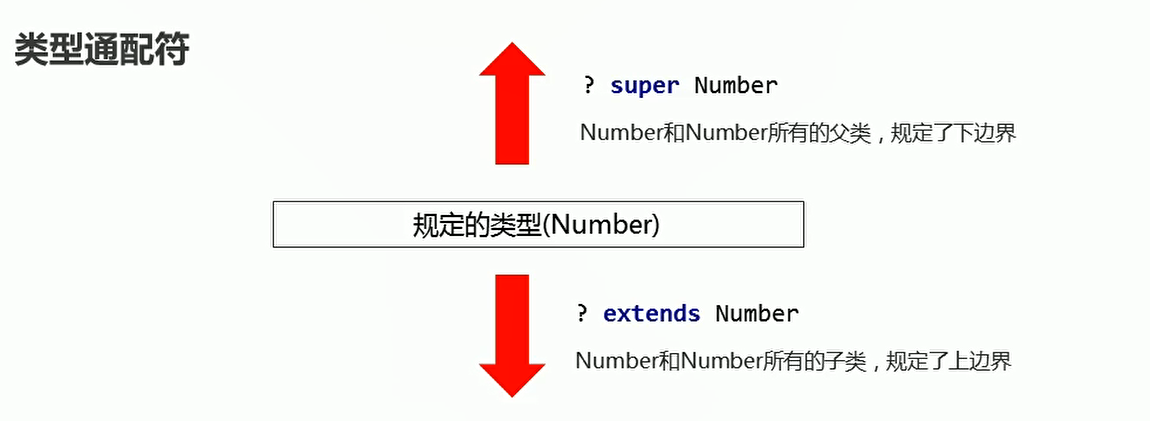 类型通配符
? super Number
Number和Number所有的父类，规定了下边界
规定的类型(Number)
? extends Number
Number和Number所有的子类，规定了上边界